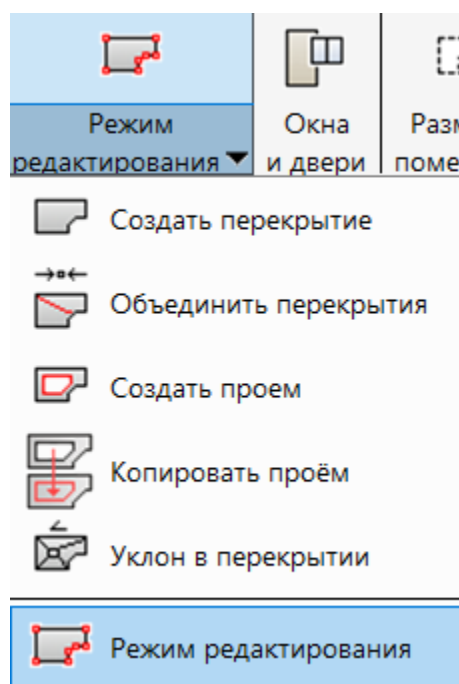 Режим
редактирования
Окна
и двери
Создать перекрытие
Объединить перекрытия
Создать проем
Копировать проём
Уклон в перекрытии
Режим редактирования